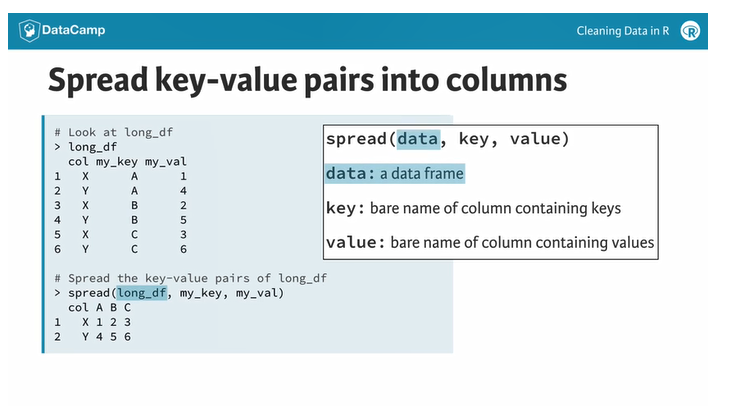 DataCamp
Cleaning Data in R
R
Spread key-value pairs into columns
# Look at long_df
> long_df
  col my_key my_val
1   X      A      1
2   Y      A      4
3   X      B      2
4   Y      B      5
5   X      C      3
6   Y      C      6
# Spread the key-value pairs of long_df
> spread(long_df, my_key, my_val)
  col A B C
1   X 1 2 3
2   Y 4 5 6
spread(data, key, value)
data: a data frame
key: bare name of column containing keys
value: bare name of column containing values